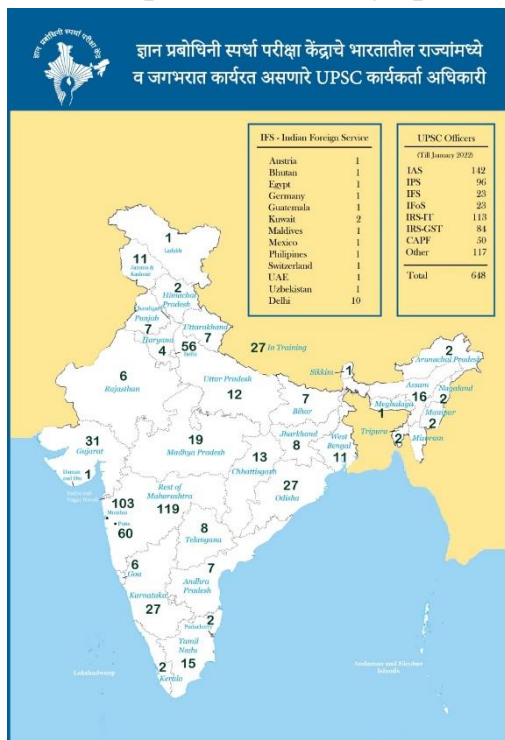 ज्ञान प्रबोधिनी स्पर्धा परीक्षा केंद्र
ज्ञान प्रबोधिनी स्पर्धा परीक्षा केंद्राचे भारतातील राज्यांमध्ये
व जगभरात कार्यरत असणारे UPSC कार्यकर्ता अधिकारी
IFS - Indian Foreign Service
Austria 1
Bhutan 1
Egypt 1
Germany 1
Guatemala 1
Kuwait 2
Maldives 1
Mexico 1
Philipines 1
Switzerland 1
UAE 1
Uzbekistan 1
Delhi 10
UPSC Officers
(Till January 2022)
IAS 142
IPS 96
IFS 23
IFoS 23
IRS-IT 113
IRS-GST 84
CAPF 50
Other 117
Total 648
1
Ladakh
11
Jammu &
Kashmir
2
Himachal
Pradesh
Chandigarh
Punjab
7
Uttarakhand
7
Haryana
4
56
Delhi
27 In Training
6
Rajasthan
Uttar Pradesh
12
Sikkim 1
2
Arunachal Pradesh
Assam
16
Nagaland
2
Meghalaya
1
Manipur
2
Tripura
2
Mizoram
7
Bihar
Jharkhand
8
West
Bengal
11
31
Gujarat
19
Madhya Pradesh
13
Chhattisgarh
27
Odisha
Daman
and Diu
1
Dadra and
Nagar Haveli
103
Mumbai
Rest of
Maharashtra
119
Pune
60
8
Telangana
6
Goa
7
Andhra
Pradesh
Karnataka
27
2
Puducherry
Tamil
Nadu
15
2
Kerala
Lakshadweep
Andaman and Nicobar
Islands